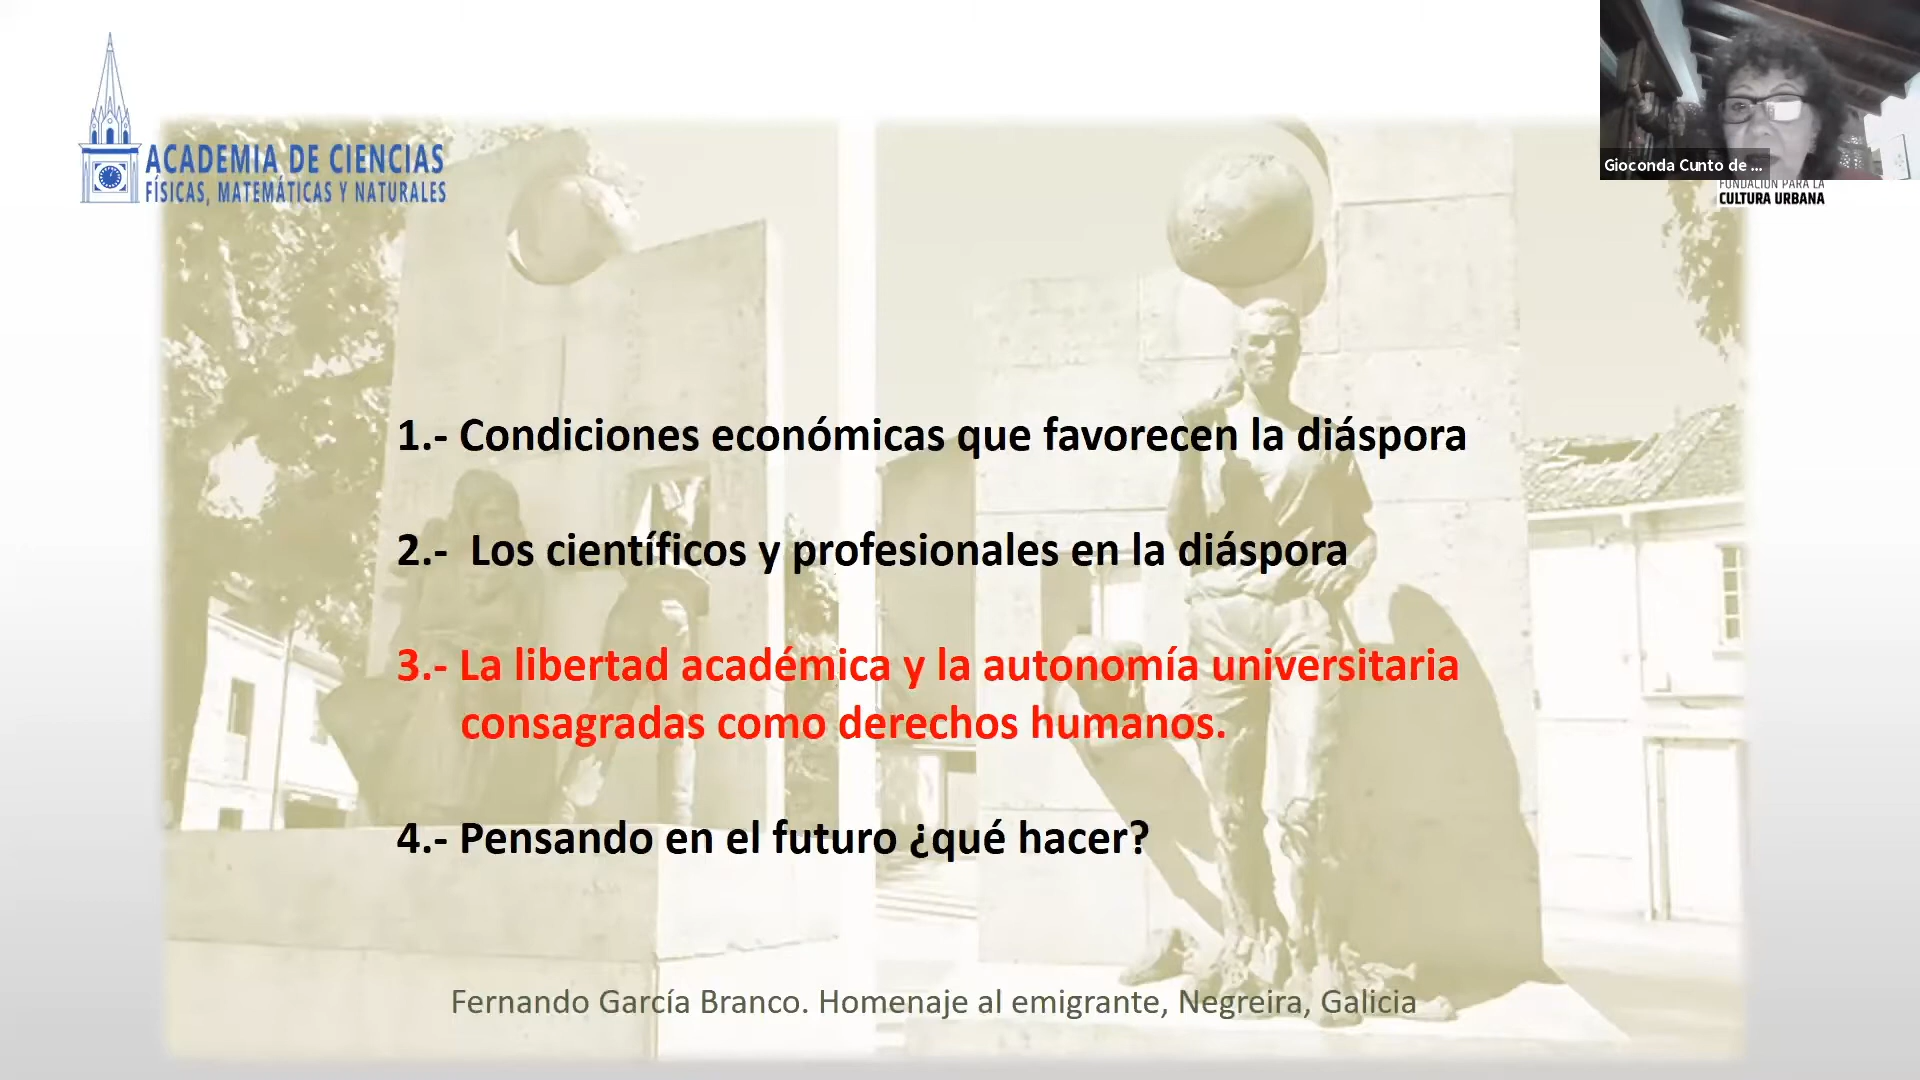 ACADEMIA DE CIENCIAS
FÍSICAS, MATEMÁTICAS Y NATURALES
Gioconda Cunto de ...
FUNDACIÓN PARA LA
CULTURA URBANA
1.- Condiciones económicas que favorecen la diáspora
2.- Los científicos y profesionales en la diáspora
3.- La libertad académica y la autonomía universitaria
consagradas como derechos humanos.
4.- Pensando en el futuro ¿qué hacer?
Fernando García Branco. Homenaje al emigrante, Negreira, Galicia